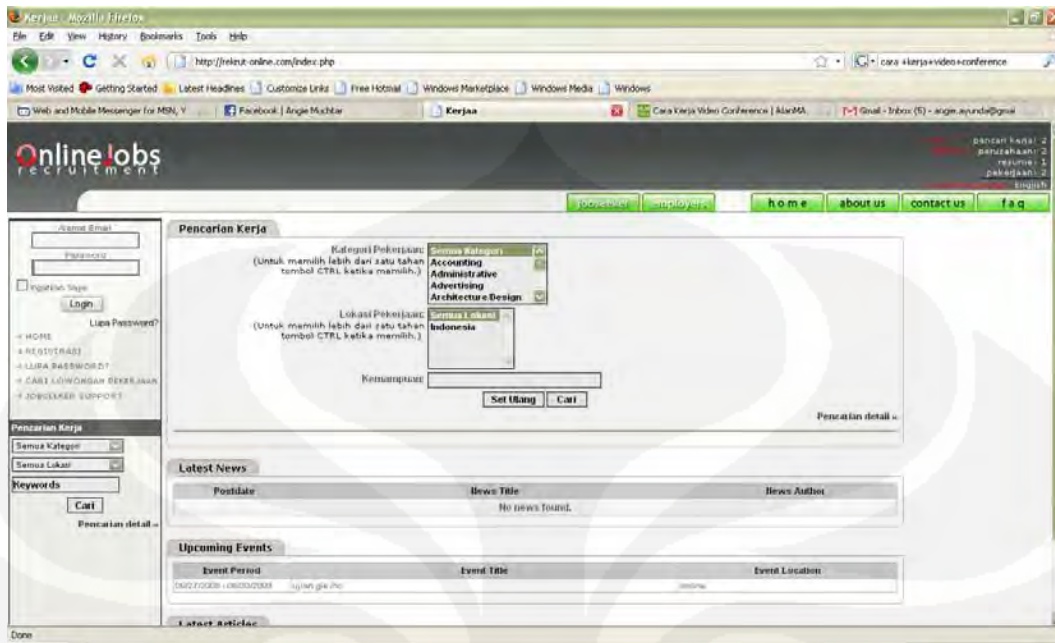 Kerjaa - Mozilla Firefox
File Edit View History Bookmarks Tools Help
http://rekrut-online.com/index.php
cara +kerja+video+conference
Most Visited Getting Started Latest Headlines Customize Links Free Hotmail Windows Marketplace Windows Media Windows
Web and Mobile Messenger for MSN, Y... Facebook | Angie Muchtar Kerjaa Cara Kerja Video Conference | IklanMA... Gmail - Inbox (5) -
OnlineJobs
recruitment
pencari kerja: 2
perusahaan: 2
resume: 1
pekerjaan: 2
English
jobseeker employers home about us contact us faq
Alamat Email
Password
Login
Lupa Password?
HOME
REGISTRASI
LUPA PASSWORD?
CARI LOWONGAN PEKERJAAN
JOBSEEKER SUPPORT
Pencarian Kerja
Semua Kategori
Semua Lokasi
Keywords
Cari
Pencarian detail »
Pencarian Kerja
Kategori Pekerjaan:
(Untuk memilih lebih dari satu tahan
tombol CTRL ketika memilih.)
Semua Kategori
Accounting
Administrative
Advertising
Architecture Design
Lokasi Pekerjaan:
(Untuk memilih lebih dari satu tahan
tombol CTRL ketika memilih.)
Semua Lokasi
Indonesia
Kemampuan:
Set Ulang Cari
Pencarian detail »
Latest News
Postdate News Title News Author
No news found.
Upcoming Events
Event Period Event Title Event Location
Latest Articles
Done